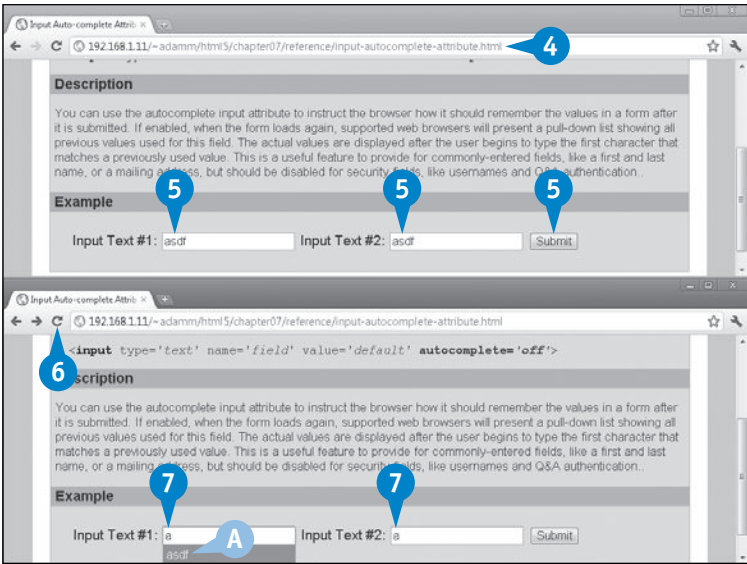 Input Auto-complete Attrib ×
192.168.1.11/~adamm/html5/chapter07/reference/input-autocomplete-attribute.html
4
Description
You can use the autocomplete input attribute to instruct the browser how it should remember the values in a form after
it is submitted. If enabled, when the form loads again, supported web browsers will present a pull-down list showing all
previous values used for this field. The actual values are displayed after the user begins to type the first character that
matches a previously used value. This is a useful feature to provide for commonly-entered fields, like a first and last
name, or a mailing address, but should be disabled for security fields, like usernames and Q&A authentication..
5 5 5
Example
Input Text #1: asdf Input Text #2: asdf Submit
Input Auto-complete Attrib ×
192.168.1.11/~adamm/html5/chapter07/reference/input-autocomplete-attribute.html
<input type='text' name='field' value='default' autocomplete='off'>
6
scription
You can use the autocomplete input attribute to instruct the browser how it should remember the values in a form after
it is submitted. If enabled, when the form loads again, supported web browsers will present a pull-down list showing all
previous values used for this field. The actual values are displayed after the user begins to type the first character that
matches a previously used value. This is a useful feature to provide for commonly-entered fields, like a first and last
name, or a mailing address, but should be disabled for security fields, like usernames and Q&A authentication..
7 7
Example
Input Text #1: a Input Text #2: a Submit
A
asdf